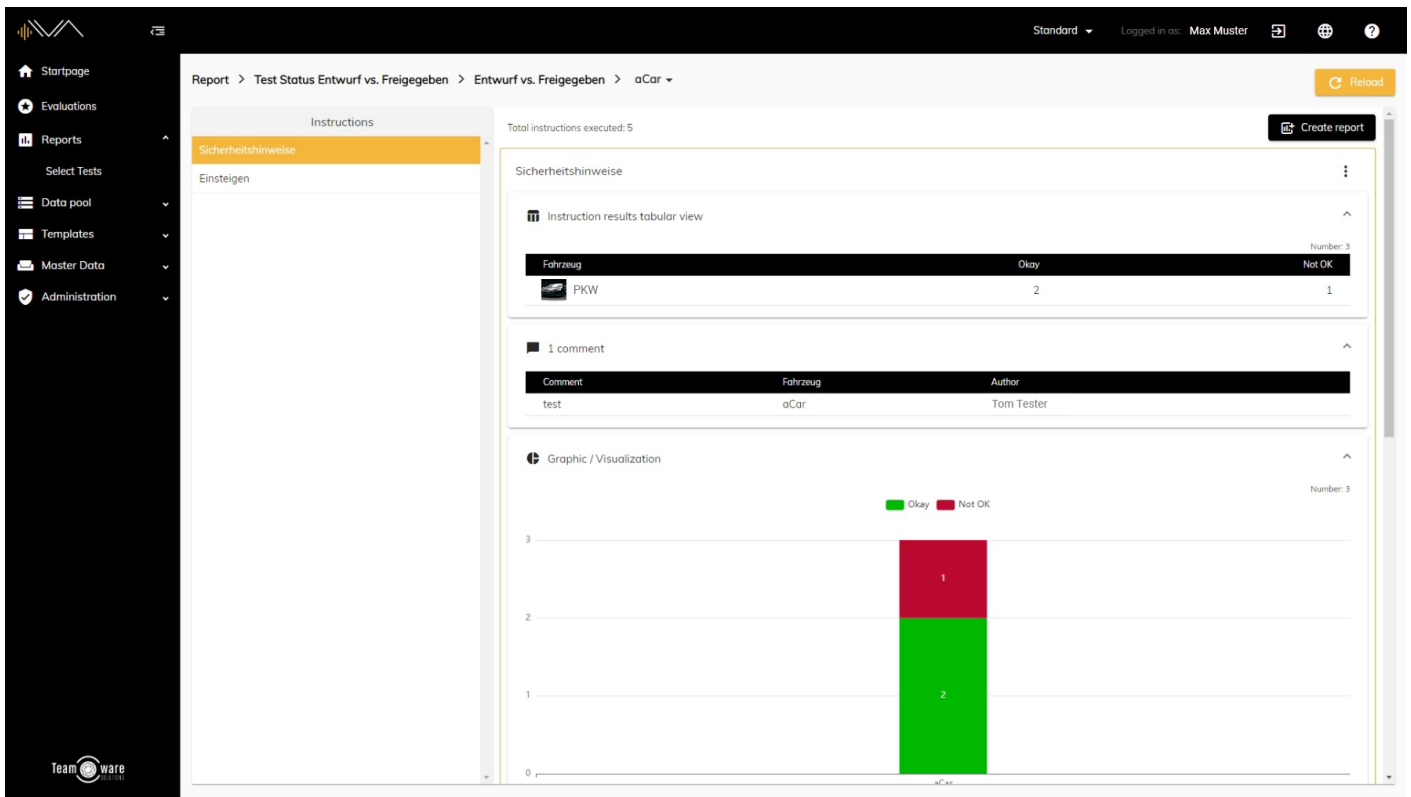 Standard
Logged in as: Max Muster
Startpage
Evaluations
Reports
Select Tests
Data pool
Templates
Master Data
Administration
Team ware
SOLUTIONS
Report > Test Status Entwurf vs. Freigegeben > Entwurf vs. Freigegeben > aCar
Reload
Instructions
Sicherheitshinweise
Einsteigen
Total instructions executed: 5
Create report
Sicherheitshinweise
Instruction results tabular view
Number: 3
Fahrzeug Okay Not OK
PKW 2 1
1 comment
Comment Fahrzeug Author
test aCar Tom Tester
Graphic / Visualization
Number: 3
Okay Not OK
3
1
2
1
2
0
aCar